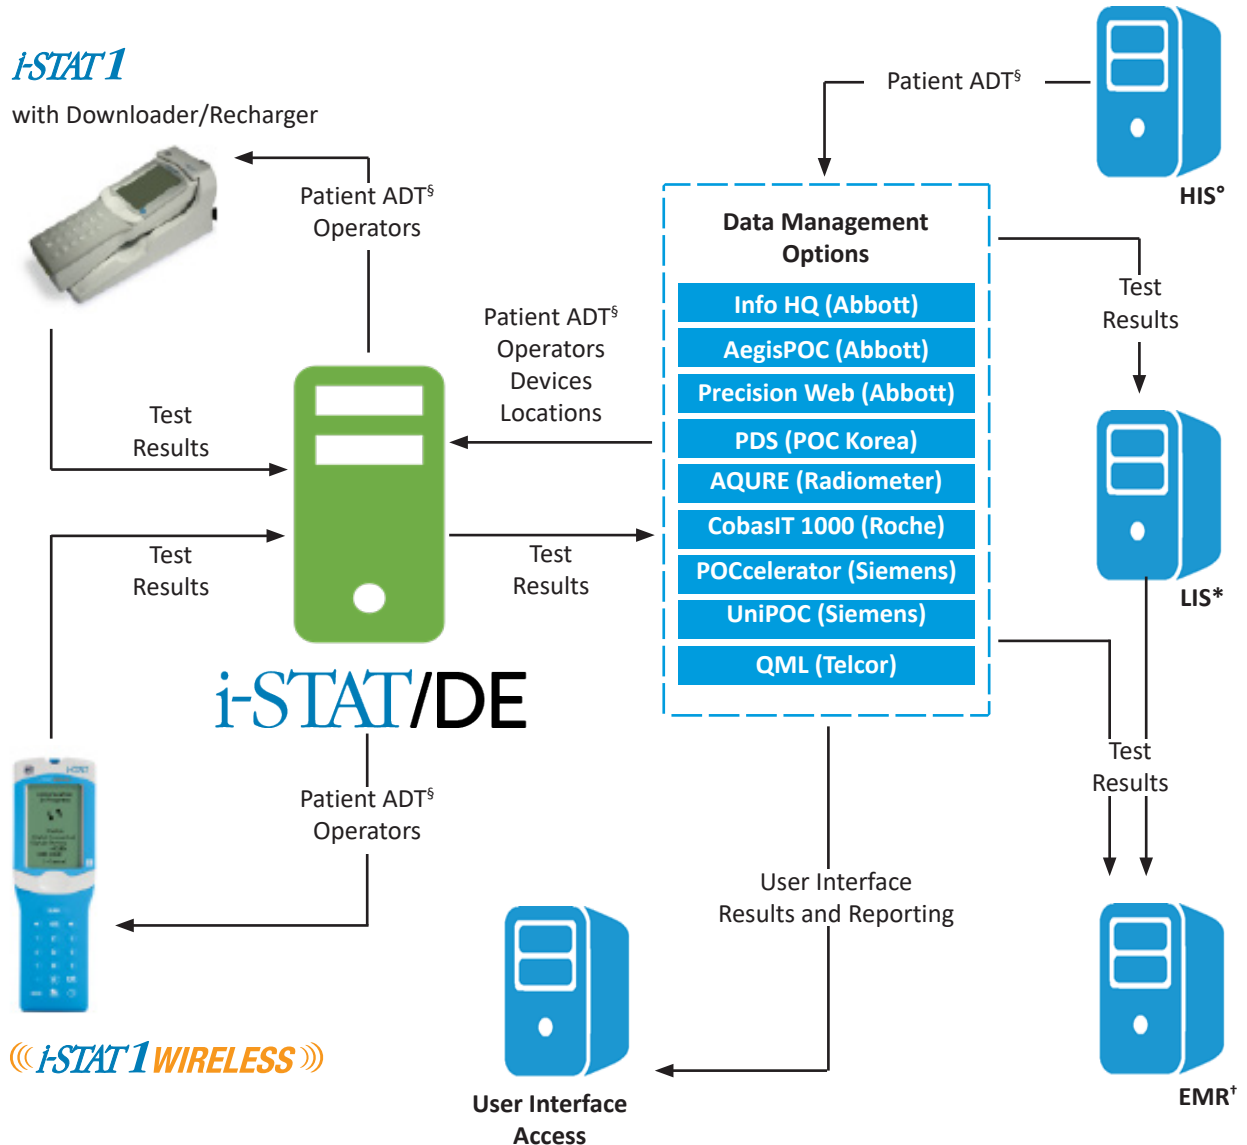 i-STAT 1
with Downloader/Recharger
Patient ADT§
Operators
Test
Results
Test
Results
i-STAT/DE
Patient ADT§
Operators
i-STAT
i-STAT 1 WIRELESS
Patient ADT§
Operators
Devices
Locations
Test
Results
Patient ADT§
HIS°
Data Management
Options
Info HQ (Abbott)
AegisPOC (Abbott)
Precision Web (Abbott)
PDS (POC Korea)
AQURE (Radiometer)
CobasIT 1000 (Roche)
POCcelerator (Siemens)
UniPOC (Siemens)
QML (Telcor)
Test
Results
LIS*
Test
Results
EMR†
User Interface
Results and Reporting
User Interface
Access